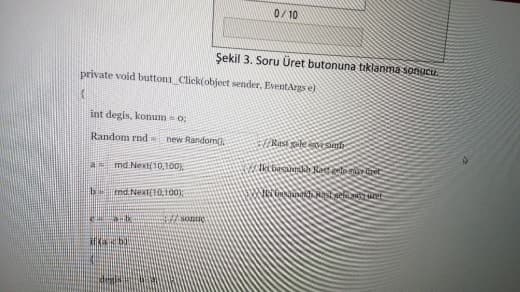 0 / 10
Şekil 3. Soru Üret butonuna tıklanma sonucu.
private void button1_Click(object sender, EventArgs e)
{
int degis, konum = 0;
Random rnd = new Random(); ; //Rast gele sayı sınıfı
a = rnd.Next(10,100); ; // İki basamaklı Rast gele sayı üret
b = rnd.Next(10,100); ; // İki basamaklı Rast gele sayı üret
c = a - b ; // sonuç
if (a < b)
{
degis =